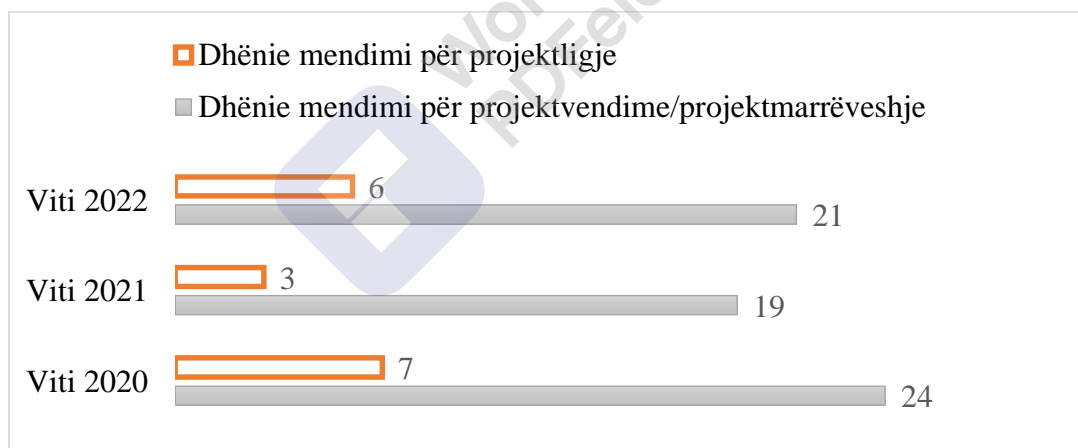 Dhënie mendimi për projektligje
Dhënie mendimi për projektvendime/projektmarrëveshje
Viti 2022
6
21
Viti 2021
3
19
Viti 2020
7
24